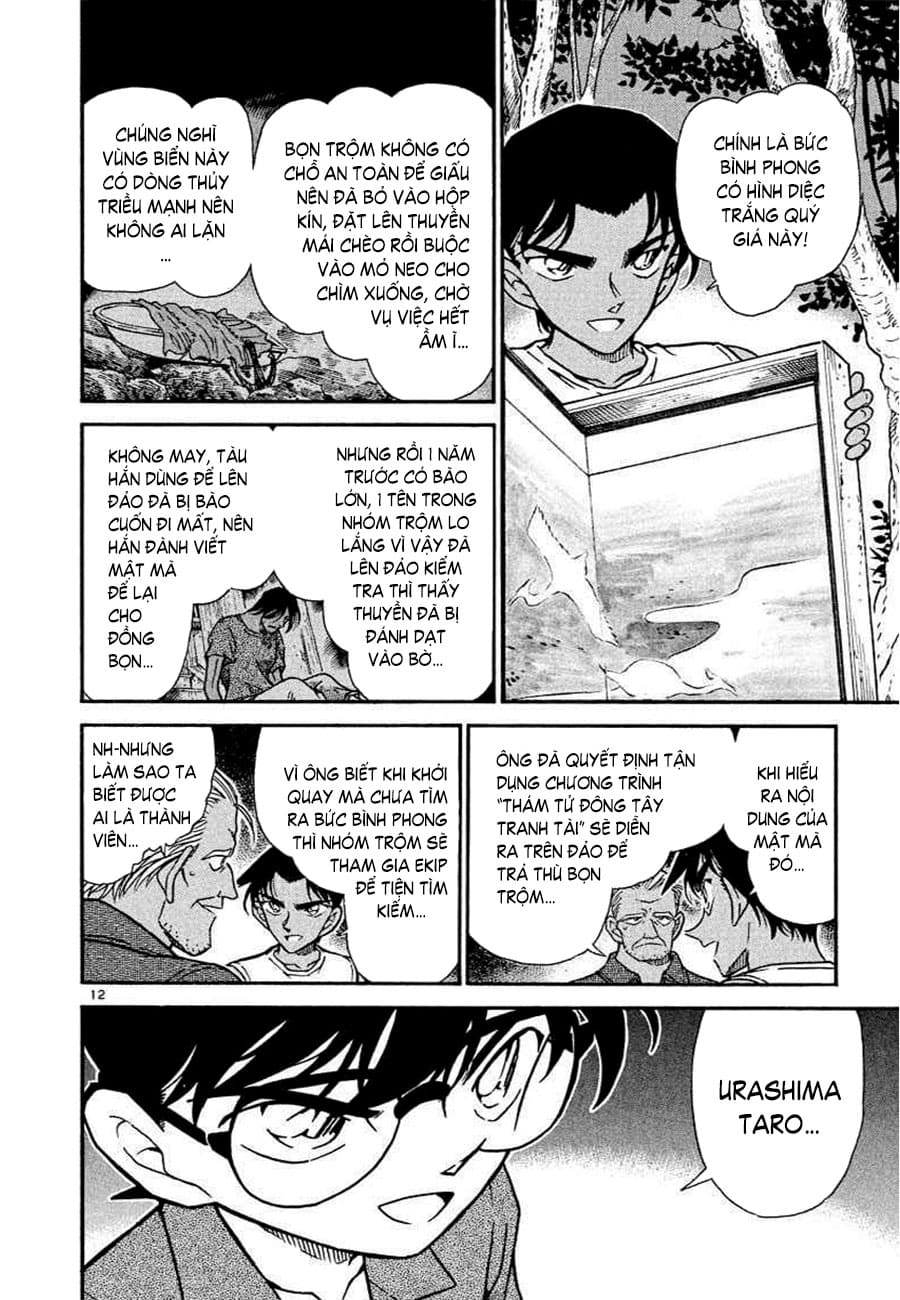 CHÍNH LÀ BỨC
BÌNH PHONG
CÓ HÌNH DIỆC
TRẮNG QUÝ
GIÁ NÀY!
BỌN TRỘM KHÔNG CÓ
CHỖ AN TOÀN ĐỂ GIẤU
NÊN ĐÃ BỎ VÀO HỘP
KÍN, ĐẶT LÊN THUYỀN
MÁI CHÈO RỒI BUỘC
VÀO MỎ NEO CHO
CHÌM XUỐNG, CHỜ
VỤ VIỆC HẾT
ẦM Ĩ...
CHÚNG NGHĨ
VÙNG BIỂN NÀY
CÓ DÒNG THỦY
TRIỀU MẠNH NÊN
KHÔNG AI LẶN
...
NHƯNG RỒI 1 NĂM
TRƯỚC CÓ BÃO
LỚN, 1 TÊN TRONG
NHÓM TRỘM LO
LẮNG VÌ VẬY ĐÃ
LÊN ĐẢO KIỂM
TRA THÌ THẤY
THUYỀN ĐÃ BỊ
ĐÁNH DẠT
VÀO BỜ...
KHÔNG MAY, TÀU
HẮN DÙNG ĐỂ LÊN
ĐẢO ĐÃ BỊ BÃO
CUỐN ĐI MẤT, NÊN
HẮN ĐÀNH VIẾT
MẬT MÃ
ĐỂ LẠI
CHO
ĐỒNG
BỌN...
KHI HIỂU
RA NỘI
DUNG CỦA
MẬT MÃ
ĐÓ...
ÔNG ĐÃ QUYẾT ĐỊNH TẬN
DỤNG CHƯƠNG TRÌNH
“THÁM TỬ ĐÔNG TÂY
TRANH TÀI” SẼ DIỄN
RA TRÊN ĐẢO ĐỂ
TRẢ THÙ BỌN
TRỘM...
VÌ ÔNG BIẾT KHI KHỞI
QUAY MÀ CHƯA TÌM
RA BỨC BÌNH PHONG
THÌ NHÓM TRỘM SẼ
THAM GIA EKIP
ĐỂ TIỆN TÌM
KIẾM...
NH-NHƯNG
LÀM SAO TA
BIẾT ĐƯỢC
AI LÀ THÀNH
VIÊN...
12
URASHIMA
TARO...